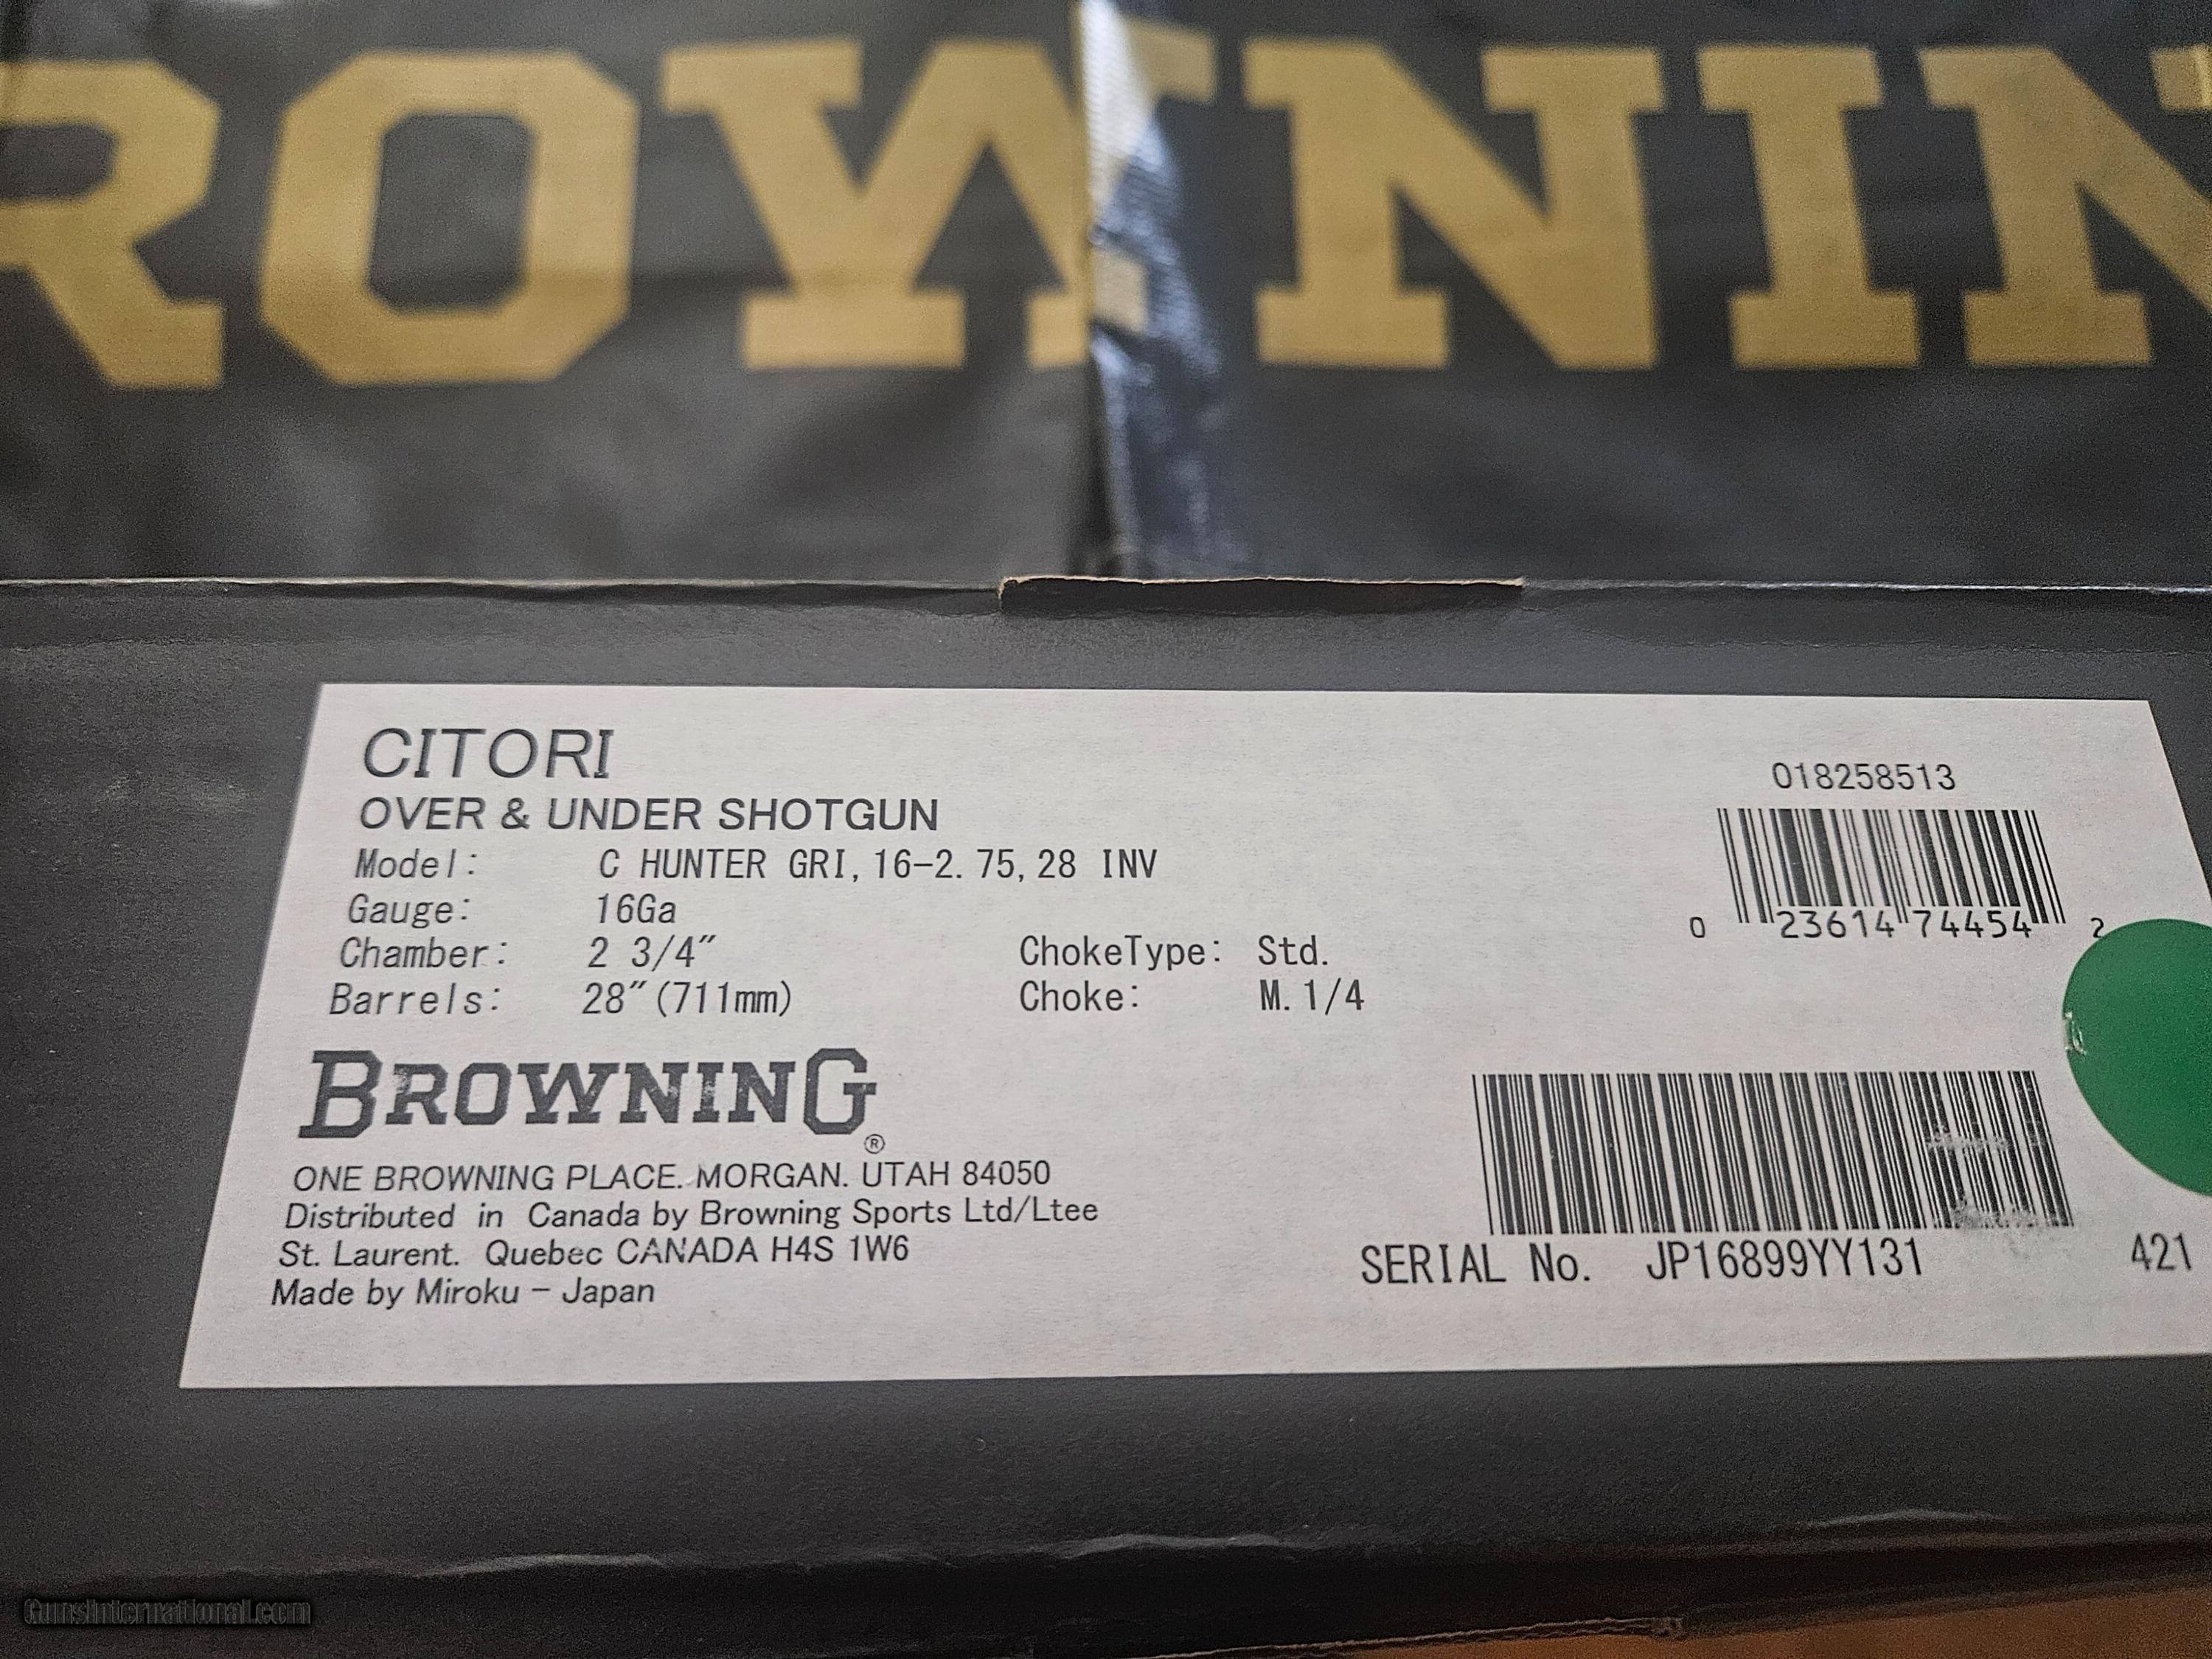 ROWNIN
CITORI
OVER & UNDER SHOTGUN
Model: C HUNTER GRI, 16-2.75, 28 INV
Gauge: 16Ga
Chamber: 2 3/4″ ChokeType: Std.
Barrels: 28″(711mm) Choke: M. 1/4
018258513
0 23614 74454 2
BROWNING®
ONE BROWNING PLACE. MORGAN. UTAH 84050
Distributed in Canada by Browning Sports Ltd/Ltee
St. Laurent. Quebec CANADA H4S 1W6
Made by Miroku - Japan
SERIAL No. JP16899YY131 421
GunsInternational.com